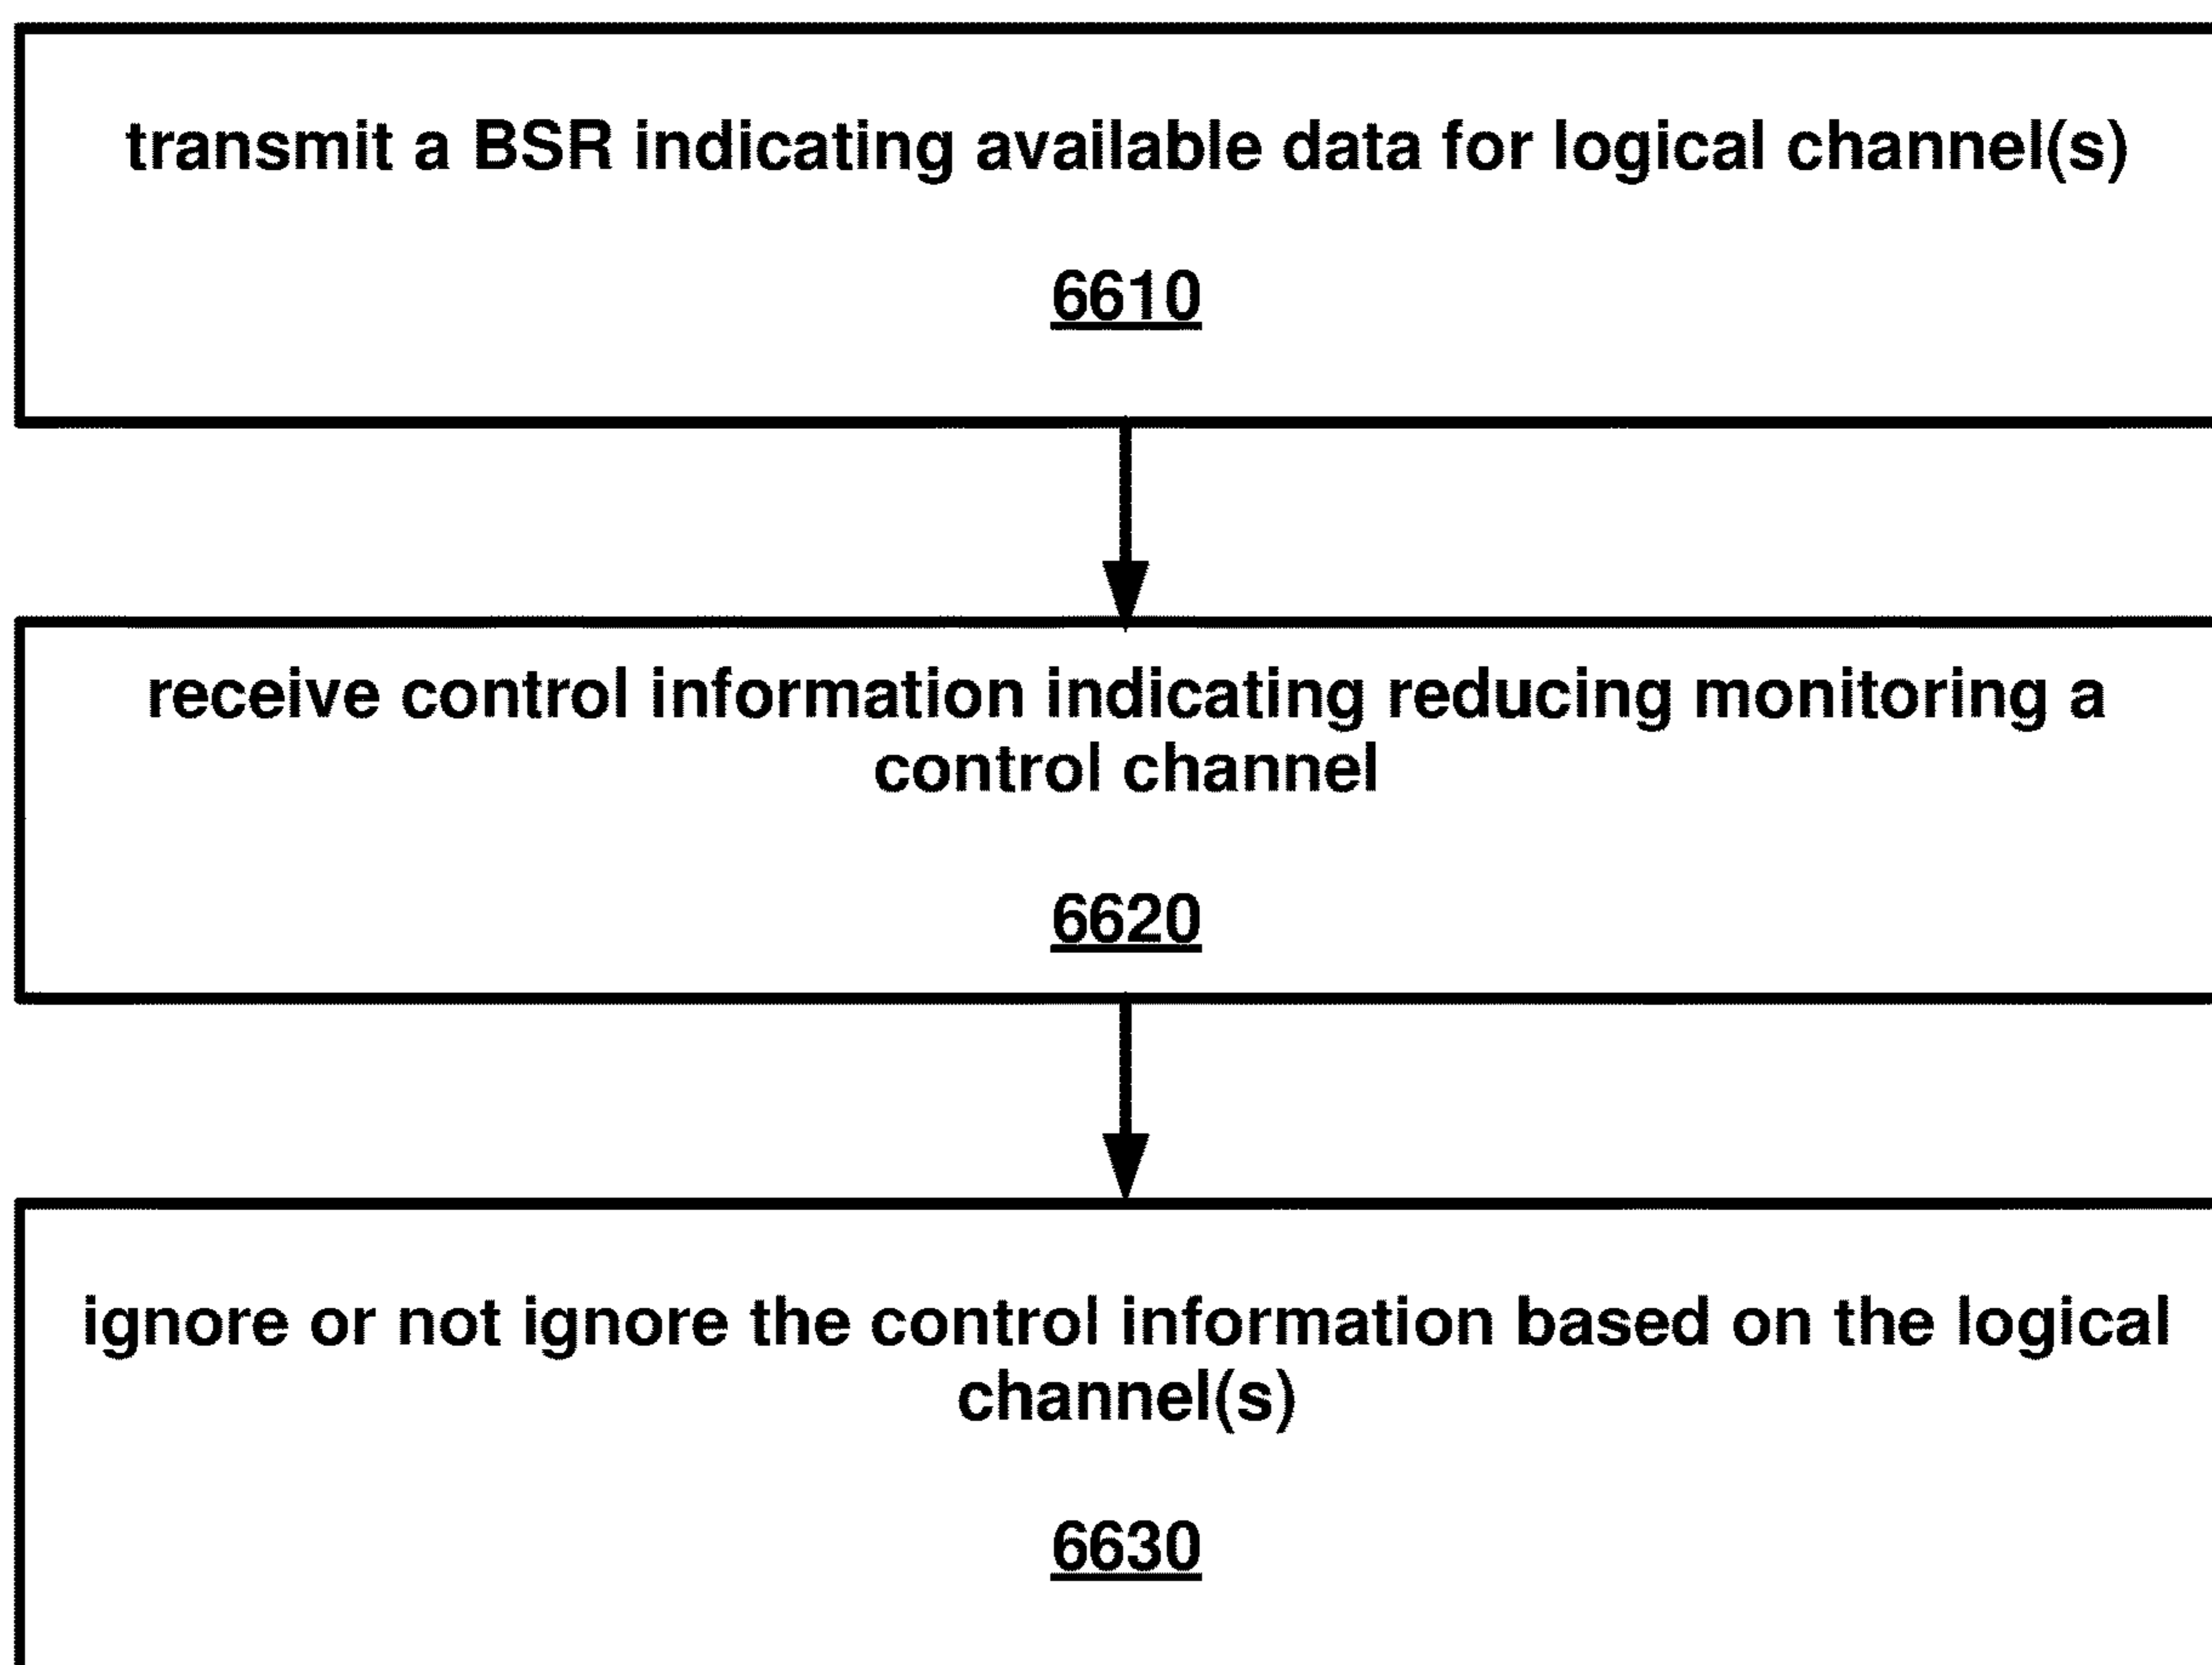 transmit a BSR indicating available data for logical channel(s)
6610
receive control information indicating reducing monitoring a
control channel
6620
ignore or not ignore the control information based on the logical
channel(s)
6630